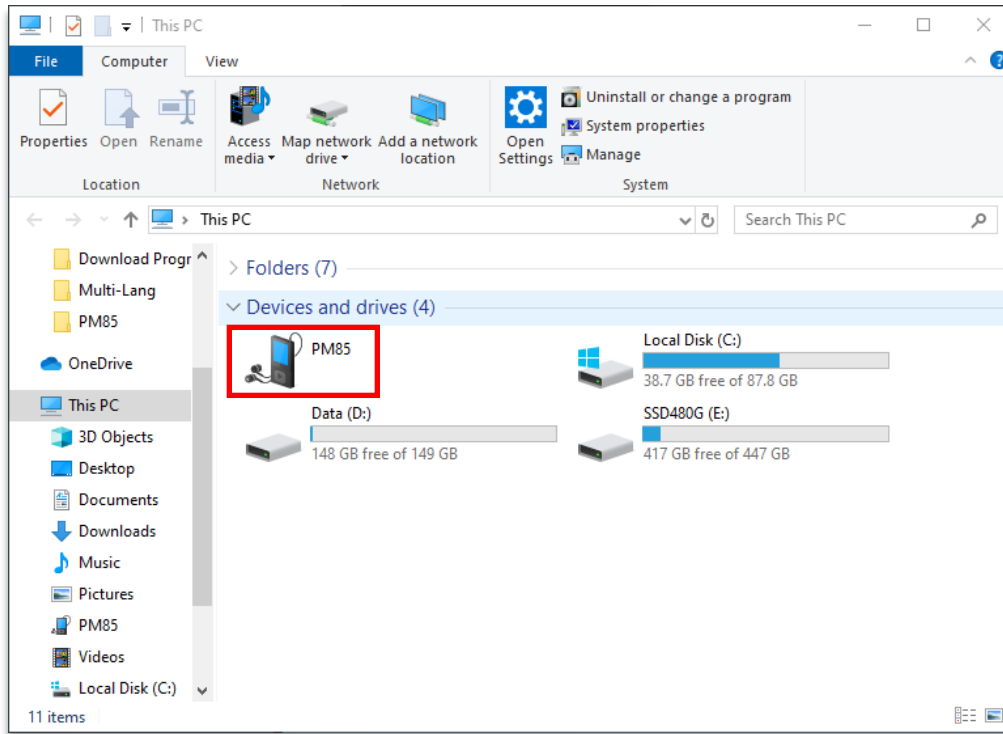 This PC
File Computer View
Properties Open Rename
Access media
Map network drive
Add a network location
Open Settings
Uninstall or change a program
System properties
Manage
Location Network System
This PC
Search This PC
Download Progr
Multi-Lang
PM85
OneDrive
This PC
3D Objects
Desktop
Documents
Downloads
Music
Pictures
PM85
Videos
Local Disk (C:)
Folders (7)
Devices and drives (4)
PM85
Local Disk (C:)
38.7 GB free of 87.8 GB
Data (D:)
148 GB free of 149 GB
SSD480G (E:)
417 GB free of 447 GB
11 items